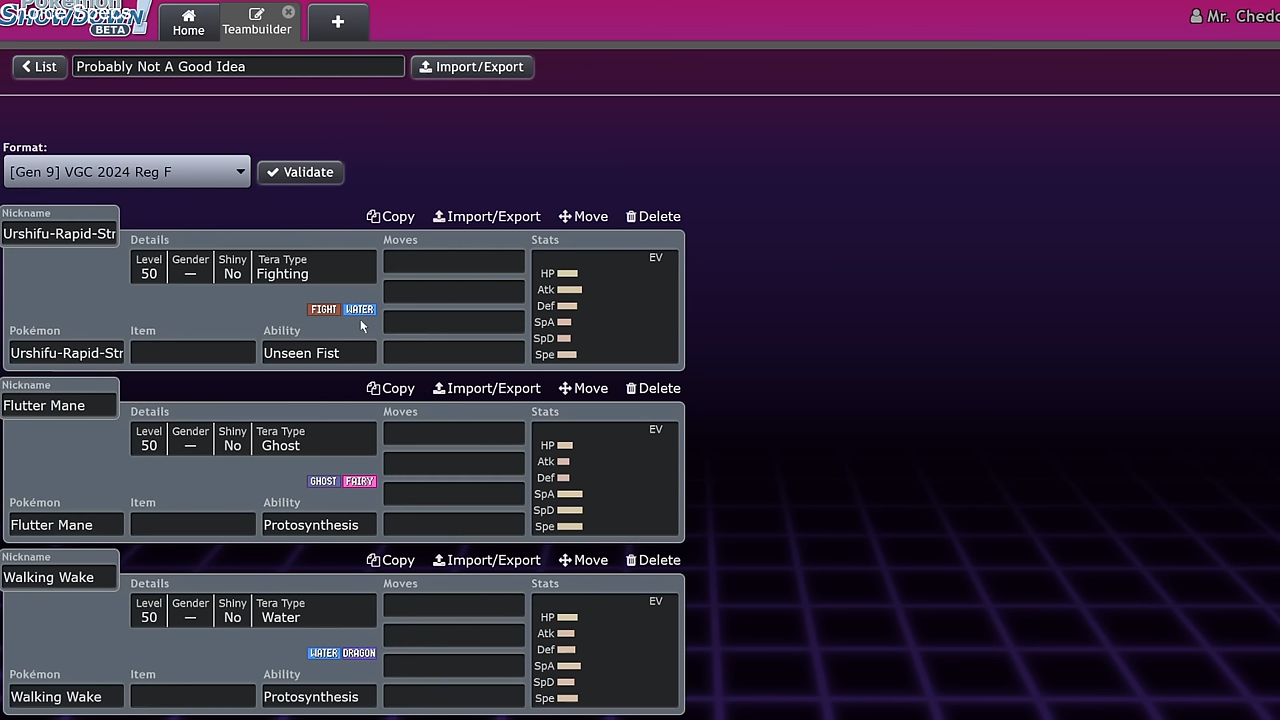 Pokémon
Choice Specs
SHOWDOWN!
BETA
Home
Teambuilder
+
Mr. Chedd
List
Probably Not A Good Idea
Import/Export
Format:
[Gen 9] VGC 2024 Reg F
Validate
Nickname
Urshifu-Rapid-Str
Copy Import/Export Move Delete
Details Moves Stats
Level Gender Shiny Tera Type EV
50 — No Fighting
HP
Atk
FIGHT WATER Def
SpA
Pokémon Item Ability SpD
Urshifu-Rapid-Str Unseen Fist Spe
Nickname
Flutter Mane
Copy Import/Export Move Delete
Details Moves Stats
Level Gender Shiny Tera Type EV
50 — No Ghost HP
Atk
GHOST FAIRY Def
SpA
Pokémon Item Ability SpD
Flutter Mane Protosynthesis Spe
Nickname
Walking Wake
Copy Import/Export Move Delete
Details Moves Stats
Level Gender Shiny Tera Type EV
50 — No Water HP
Atk
WATER DRAGON Def
SpA
Pokémon Item Ability SpD
Walking Wake Protosynthesis Spe